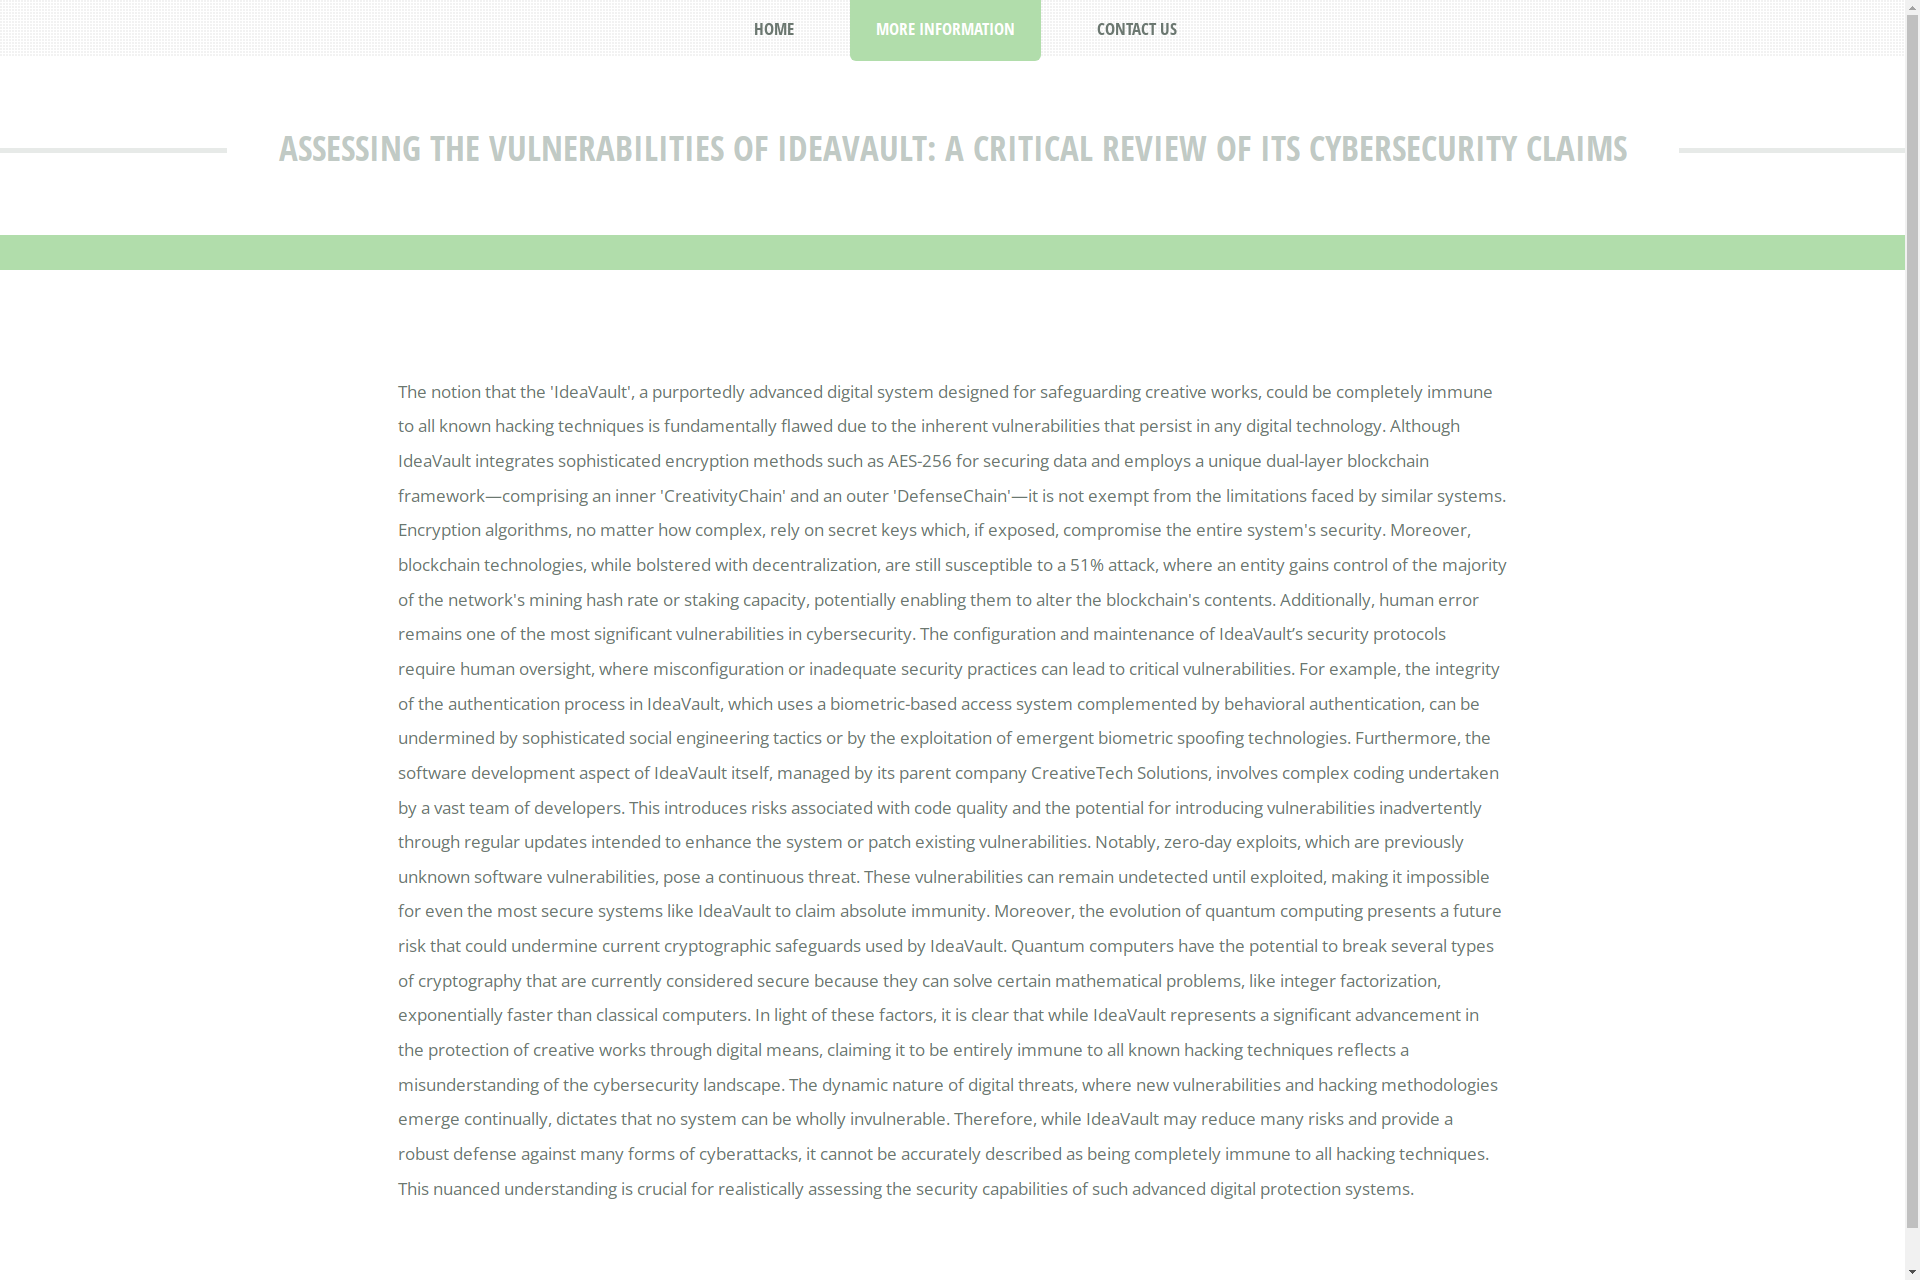 HOME
MORE INFORMATION
CONTACT US
ASSESSING THE VULNERABILITIES OF IDEAVAULT: A CRITICAL REVIEW OF ITS CYBERSECURITY CLAIMS
The notion that the 'IdeaVault', a purportedly advanced digital system designed for safeguarding creative works, could be completely immune
to all known hacking techniques is fundamentally flawed due to the inherent vulnerabilities that persist in any digital technology. Although
IdeaVault integrates sophisticated encryption methods such as AES-256 for securing data and employs a unique dual-layer blockchain
framework—comprising an inner 'CreativityChain' and an outer 'DefenseChain'—it is not exempt from the limitations faced by similar systems.
Encryption algorithms, no matter how complex, rely on secret keys which, if exposed, compromise the entire system's security. Moreover,
blockchain technologies, while bolstered with decentralization, are still susceptible to a 51% attack, where an entity gains control of the majority
of the network's mining hash rate or staking capacity, potentially enabling them to alter the blockchain's contents. Additionally, human error
remains one of the most significant vulnerabilities in cybersecurity. The configuration and maintenance of IdeaVault’s security protocols
require human oversight, where misconfiguration or inadequate security practices can lead to critical vulnerabilities. For example, the integrity
of the authentication process in IdeaVault, which uses a biometric-based access system complemented by behavioral authentication, can be
undermined by sophisticated social engineering tactics or by the exploitation of emergent biometric spoofing technologies. Furthermore, the
software development aspect of IdeaVault itself, managed by its parent company CreativeTech Solutions, involves complex coding undertaken
by a vast team of developers. This introduces risks associated with code quality and the potential for introducing vulnerabilities inadvertently
through regular updates intended to enhance the system or patch existing vulnerabilities. Notably, zero-day exploits, which are previously
unknown software vulnerabilities, pose a continuous threat. These vulnerabilities can remain undetected until exploited, making it impossible
for even the most secure systems like IdeaVault to claim absolute immunity. Moreover, the evolution of quantum computing presents a future
risk that could undermine current cryptographic safeguards used by IdeaVault. Quantum computers have the potential to break several types
of cryptography that are currently considered secure because they can solve certain mathematical problems, like integer factorization,
exponentially faster than classical computers. In light of these factors, it is clear that while IdeaVault represents a significant advancement in
the protection of creative works through digital means, claiming it to be entirely immune to all known hacking techniques reflects a
misunderstanding of the cybersecurity landscape. The dynamic nature of digital threats, where new vulnerabilities and hacking methodologies
emerge continually, dictates that no system can be wholly invulnerable. Therefore, while IdeaVault may reduce many risks and provide a
robust defense against many forms of cyberattacks, it cannot be accurately described as being completely immune to all hacking techniques.
This nuanced understanding is crucial for realistically assessing the security capabilities of such advanced digital protection systems.